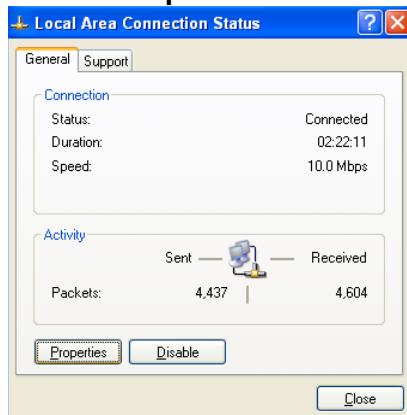 Local Area Connection Status
General Support
Connection
Status: Connected
Duration: 02:22:11
Speed: 10.0 Mbps
Activity
Sent Received
Packets: 4,437 4,604
Properties Disable
Close